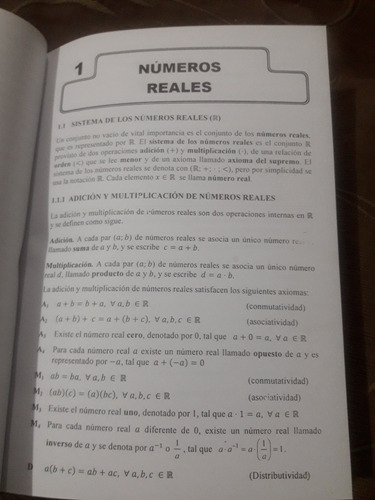 1
NÚMEROS
REALES
1.1 SISTEMA DE LOS NÚMEROS REALES (ℝ)
Un conjunto no vacío de vital importancia es el conjunto de los números reales,
que es representado por ℝ. El sistema de los números reales es el conjunto ℝ
provisto de dos operaciones adición (+) y multiplicación (·), de una relación de
orden (<) que se lee menor y de un axioma llamado axioma del supremo. El
sistema de los números reales se denota con (ℝ; +; ·; <), pero por simplicidad se
usa la notación ℝ. Cada elemento x ∈ ℝ se llama número real.
1.1.1 ADICIÓN Y MULTIPLICACIÓN DE NÚMEROS REALES
La adición y multiplicación de números reales son dos operaciones internas en ℝ
y se definen como sigue.
Adición. A cada par (a; b) de números reales se asocia un único número
llamado suma de a y b, y se escribe c = a + b.
Multiplicación. A cada par (a; b) de números reales se asocia un único número
real d, llamado producto de a y b, y se escribe d = a · b.
La adición y multiplicación de números reales satisfacen los siguientes axiomas:
A₁ a + b = b + a, ∀ a, b ∈ ℝ (conmutatividad)
A₂ (a + b) + c = a + (b + c), ∀ a, b, c ∈ ℝ (asociatividad)
A₃ Existe el número real cero, denotado por 0, tal que a + 0 = a, ∀ a ∈ ℝ
A₄ Para cada número real a existe un número real llamado opuesto de a y es
representado por −a, tal que a + (−a) = 0
M₁ ab = ba, ∀ a, b ∈ ℝ (conmutatividad)
M₂ (ab)(c) = (a)(bc), ∀ a, b, c ∈ ℝ (asociatividad)
M₃ Existe el número real uno, denotado por 1, tal que a · 1 = a, ∀ a ∈ ℝ
M₄ Para cada número real a diferente de 0, existe un número real llamado
inverso de a y se denota por a⁻¹ o 1/a, tal que a · a⁻¹ = a · (1/a) = 1.
D a(b + c) = ab + ac, ∀ a, b, c ∈ ℝ (Distributividad)